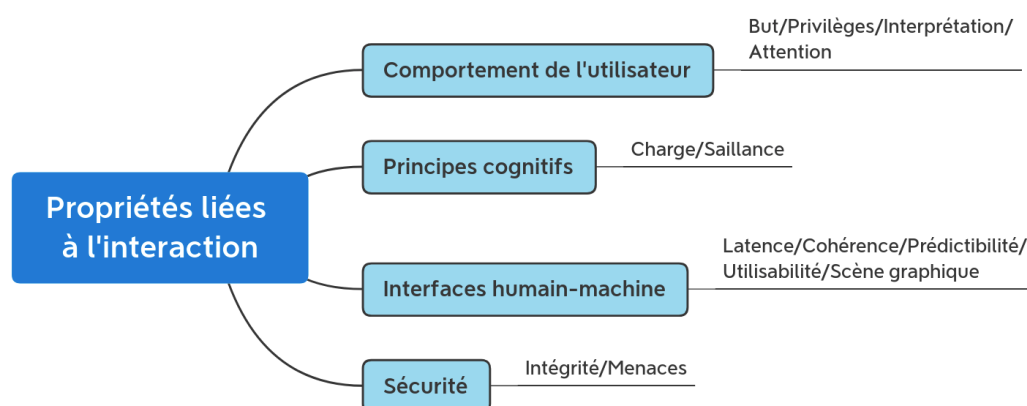 But/Privilèges/Interprétation/
Attention
Comportement de l'utilisateur
Charge/Saillance
Principes cognitifs
Propriétés liées
à l'interaction
Latence/Cohérence/Prédictibilité/
Utilisabilité/Scène graphique
Interfaces humain-machine
Intégrité/Menaces
Sécurité